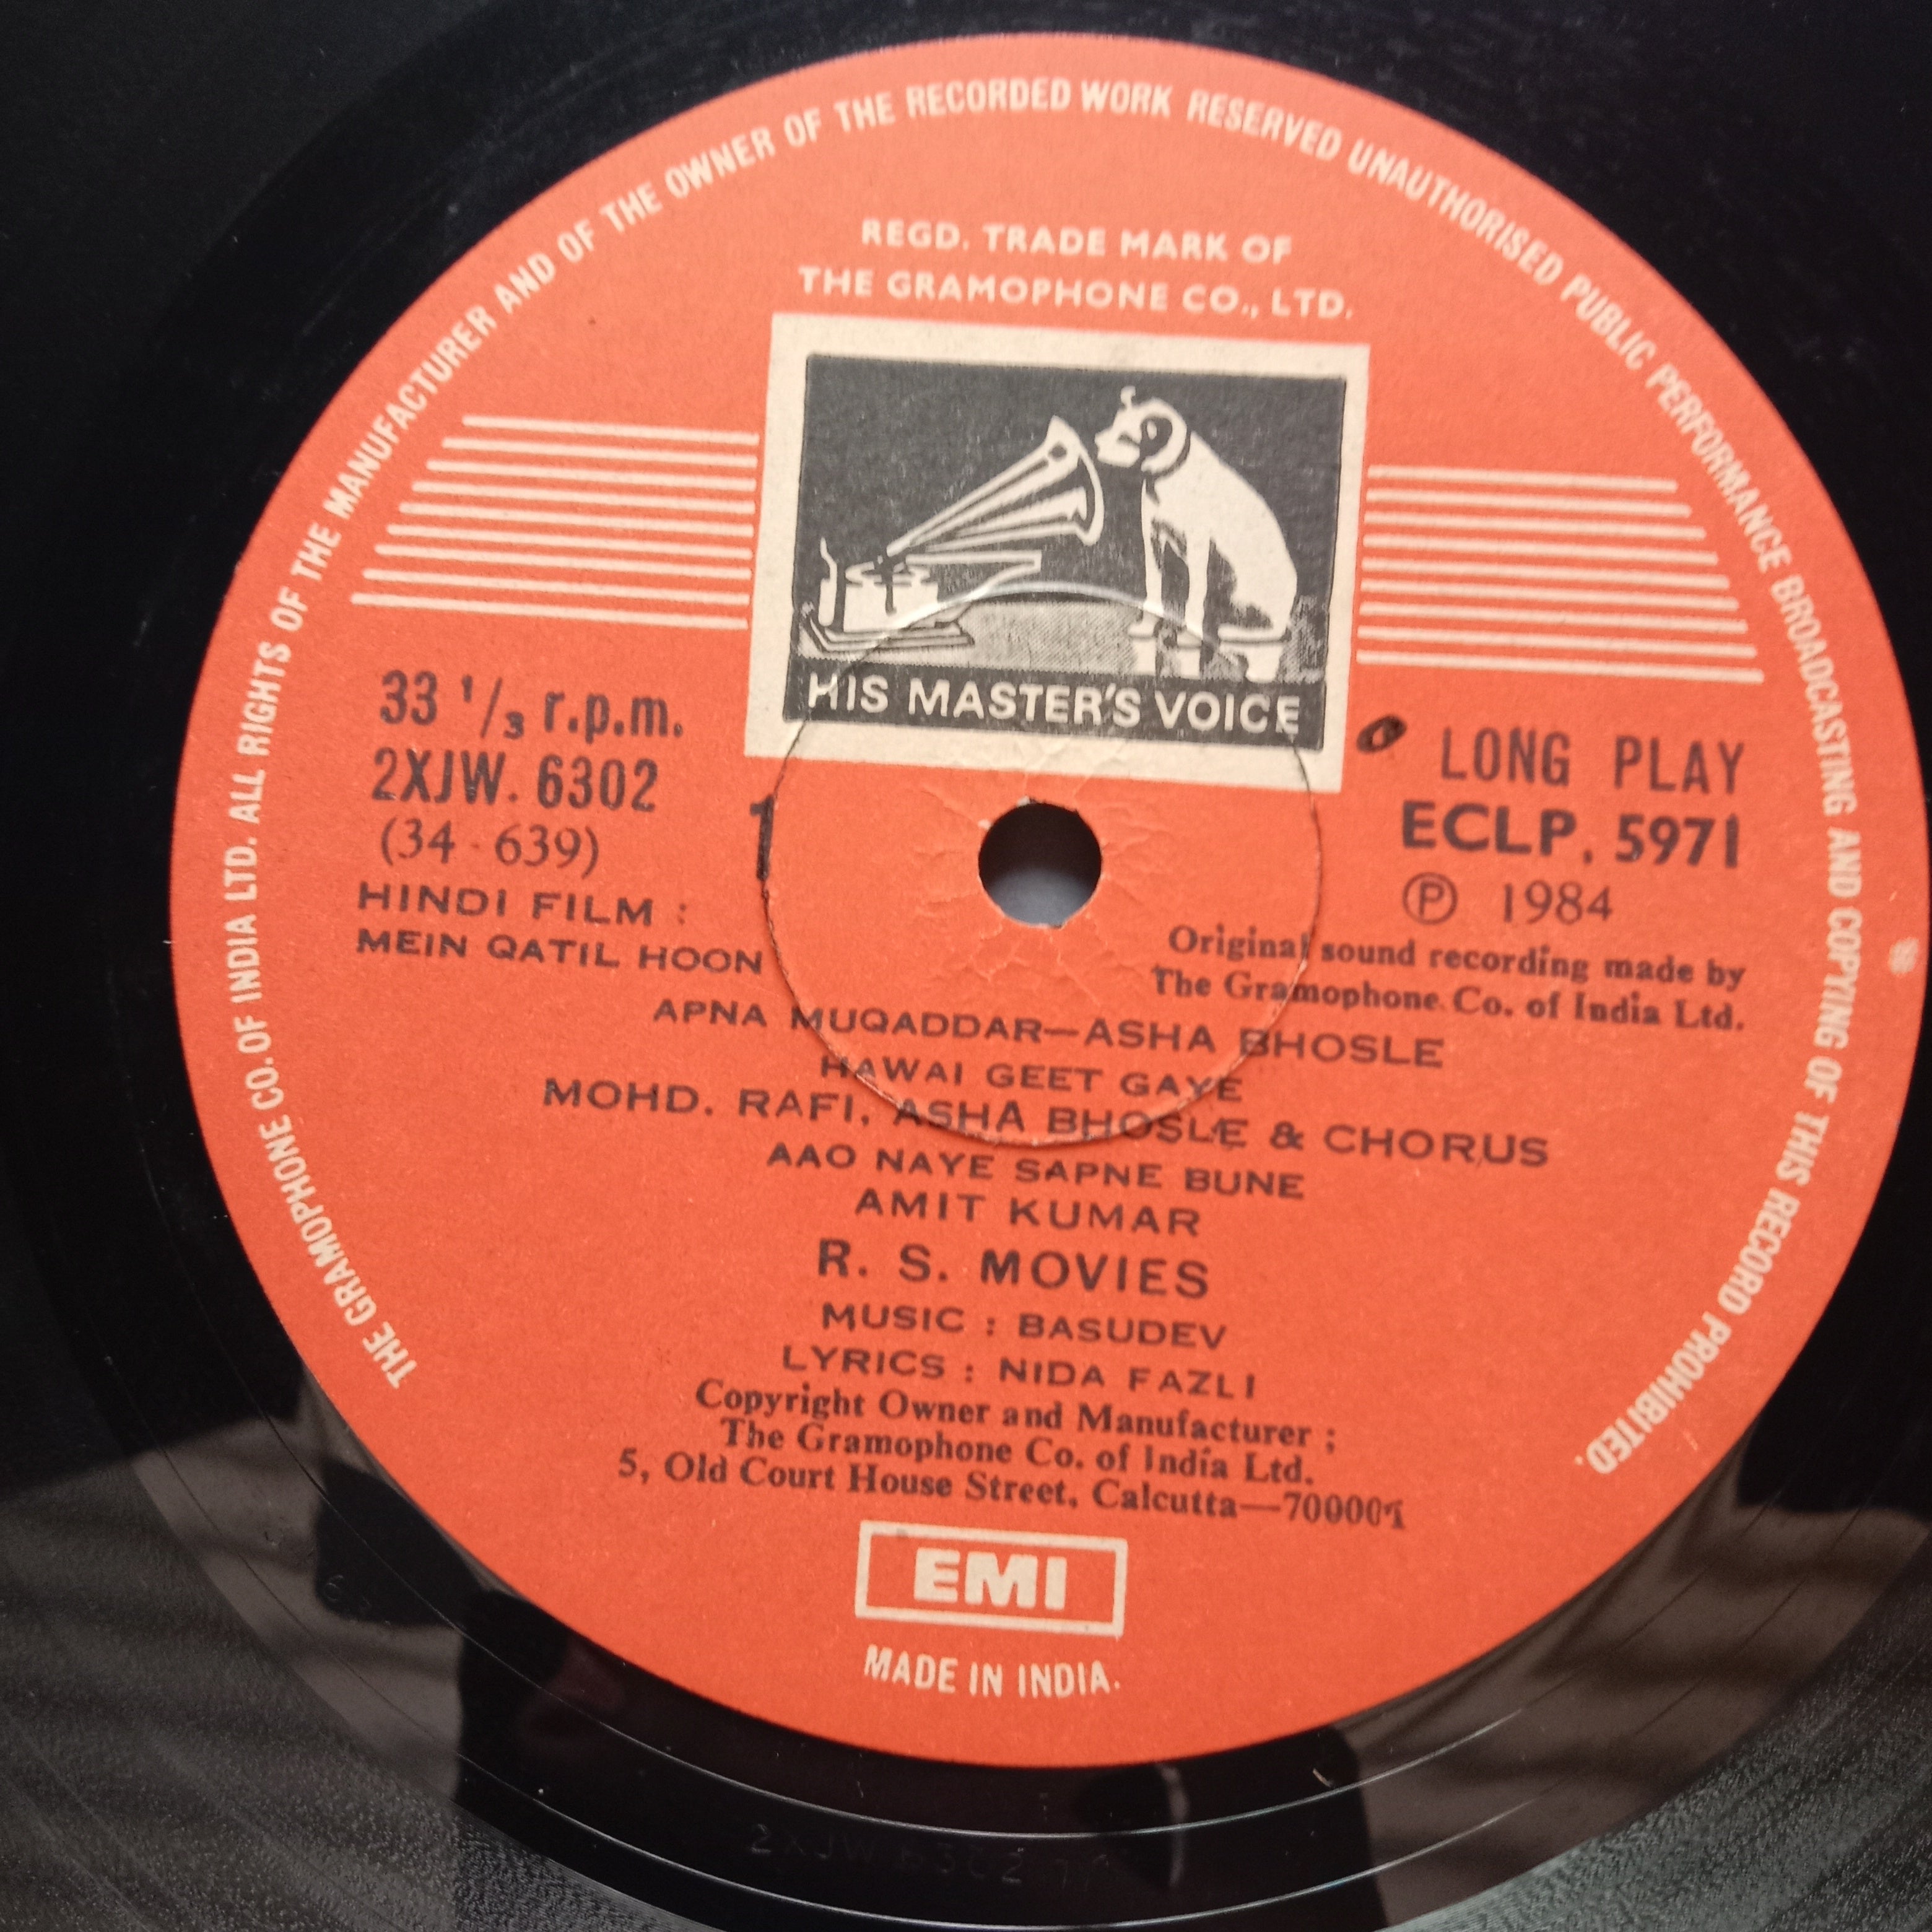 THE GRAMOPHONE CO. OF INDIA LTD. ALL RIGHTS OF THE MANUFACTURER AND OF THE OWNER OF THE RECORDED WORK RESERVED UNAUTHORISED PUBLIC PERFORMANCE BROADCASTING AND COPYING OF THIS RECORD PROHIBITED.
REGD. TRADE MARK OF
THE GRAMOPHONE CO., LTD.
HIS MASTER'S VOICE
33 1/3 r.p.m.
2XJW. 6302
(34-639)
1
LONG PLAY
ECLP. 5971
Ⓟ 1984
HINDI FILM :
MEIN QATIL HOON
Original sound recording made by
The Gramophone Co. of India Ltd.
APNA MUQADDAR—ASHA BHOSLE
HAWAI GEET GAYE
MOHD. RAFI, ASHA BHOSLE & CHORUS
AAO NAYE SAPNE BUNE
AMIT KUMAR
R. S. MOVIES
MUSIC : BASUDEV
LYRICS : NIDA FAZLI
Copyright Owner and Manufacturer ;
The Gramophone Co. of India Ltd.
5, Old Court House Street, Calcutta—700001
EMI
MADE IN INDIA.
2XJW 6302